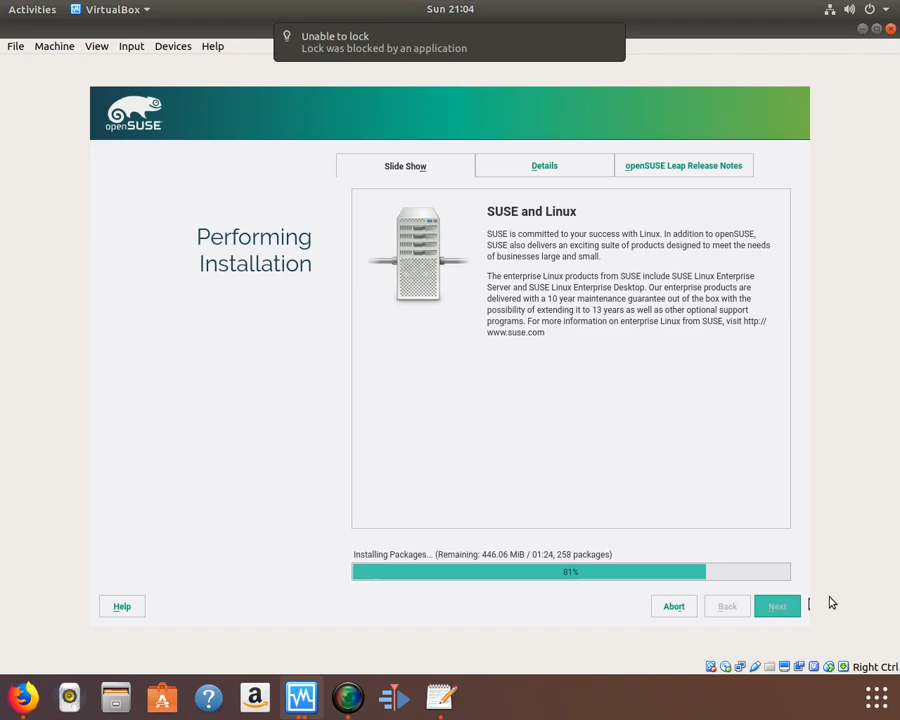 Activities VirtualBox Sun 21:04
Unable to lock
Lock was blocked by an application
File Machine View Input Devices Help
openSUSE
Slide Show Details openSUSE Leap Release Notes
Performing
Installation
SUSE and Linux
SUSE is committed to your success with Linux. In addition to openSUSE,
SUSE also delivers an exciting suite of products designed to meet the needs
of businesses large and small.
The enterprise Linux products from SUSE include SUSE Linux Enterprise
Server and SUSE Linux Enterprise Desktop. Our enterprise products are
delivered with a 10 year maintenance guarantee out of the box with the
possibility of extending it to 13 years as well as other optional support
programs. For more information on enterprise Linux from SUSE, visit http://
www.suse.com
Installing Packages... (Remaining: 446.06 MiB / 01:24, 258 packages)
81%
Help Abort Back Next
Right Ctrl